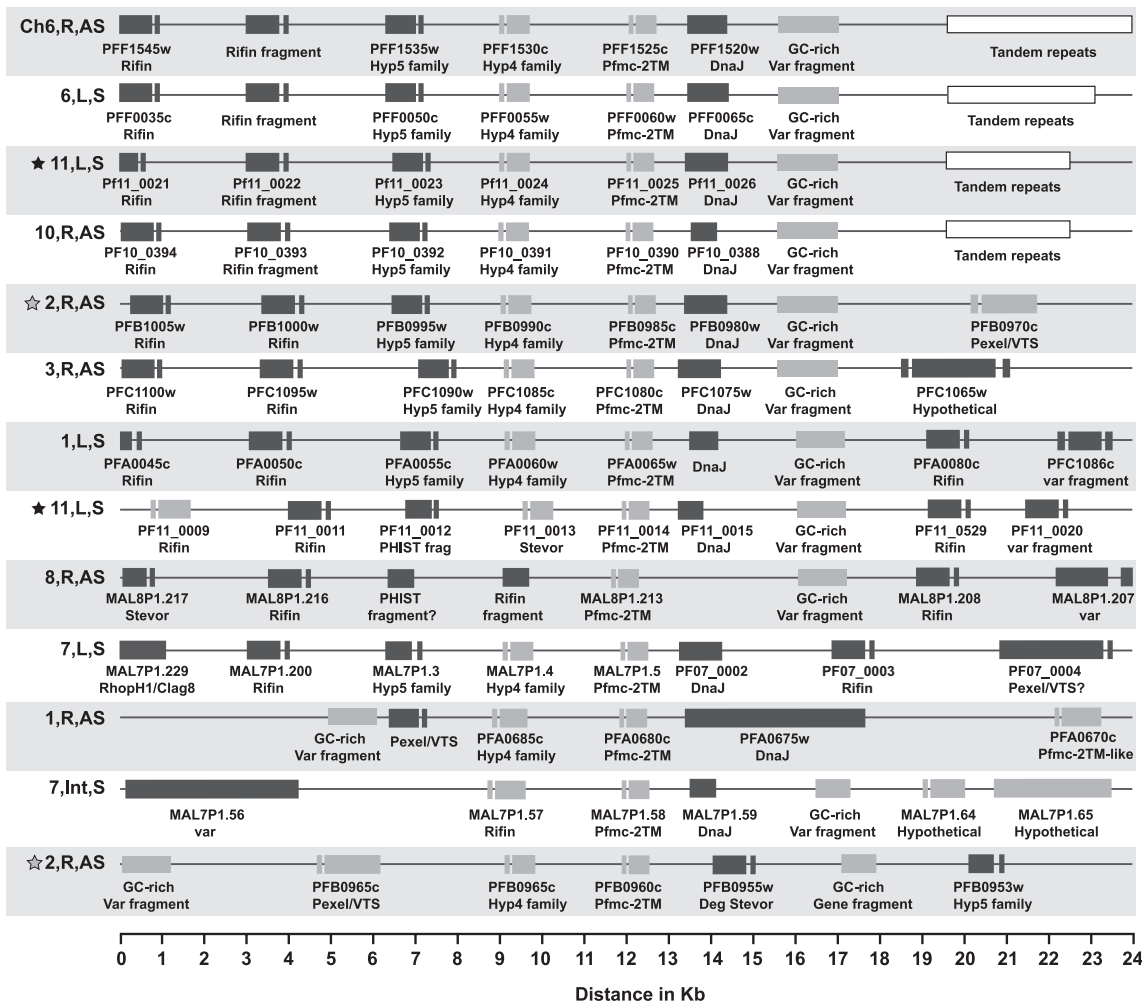 Ch6,R,AS
PFF1545w Rifin fragment PFF1535w PFF1530c PFF1525c PFF1520w GC-rich Tandem repeats
Rifin Hyp5 family Hyp4 family Pfmc-2TM DnaJ Var fragment
6,L,S
PFF0035c Rifin fragment PFF0050c PFF0055w PFF0060w PFF0065c GC-rich Tandem repeats
Rifin Hyp5 family Hyp4 family Pfmc-2TM DnaJ Var fragment
11,L,S
Pf11_0021 Pf11_0022 Pf11_0023 Pf11_0024 PF11_0025 Pf11_0026 GC-rich Tandem repeats
Rifin Rifin fragment Hyp5 family Hyp4 family Pfmc-2TM DnaJ Var fragment
10,R,AS
PF10_0394 PF10_0393 PF10_0392 PF10_0391 PF10_0390 PF10_0388 GC-rich Tandem repeats
Rifin Rifin fragment Hyp5 family Hyp4 family Pfmc-2TM DnaJ Var fragment
2,R,AS
PFB1005w PFB1000w PFB0995w PFB0990c PFB0985c PFB0980w GC-rich PFB0970c
Rifin Rifin Hyp5 family Hyp4 family Pfmc-2TM DnaJ Var fragment Pexel/VTS
3,R,AS
PFC1100w PFC1095w PFC1090w PFC1085c PFC1080c PFC1075w GC-rich PFC1065w
Rifin Rifin Hyp5 family Hyp4 family Pfmc-2TM DnaJ Var fragment Hypothetical
1,L,S
PFA0045c PFA0050c PFA0055c PFA0060w PFA0065w DnaJ GC-rich PFA0080c PFC1086c
Rifin Rifin Hyp5 family Hyp4 family Pfmc-2TM Var fragment Rifin var fragment
11,L,S
PF11_0009 PF11_0011 PF11_0012 PF11_0013 PF11_0014 PF11_0015 GC-rich PF11_0529 PF11_0020
Rifin Rifin PHIST frag Stevor Pfmc-2TM DnaJ Var fragment Rifin var fragment
8,R,AS
MAL8P1.217 MAL8P1.216 PHIST Rifin MAL8P1.213 GC-rich MAL8P1.208 MAL8P1.207
Stevor Rifin fragment? fragment Pfmc-2TM Var fragment Rifin var
7,L,S
MAL7P1.229 MAL7P1.200 MAL7P1.3 MAL7P1.4 MAL7P1.5 PF07_0002 PF07_0003 PF07_0004
RhopH1/Clag8 Rifin Hyp5 family Hyp4 family Pfmc-2TM DnaJ Rifin Pexel/VTS?
1,R,AS
GC-rich Pexel/VTS PFA0685c PFA0680c PFA0675w PFA0670c
Var fragment Hyp4 family Pfmc-2TM DnaJ Pfmc-2TM-like
7,Int,S
MAL7P1.56 MAL7P1.57 MAL7P1.58 MAL7P1.59 GC-rich MAL7P1.64 MAL7P1.65
var Rifin Pfmc-2TM DnaJ Var fragment Hypothetical Hypothetical
2,R,AS
GC-rich PFB0965c PFB0965c PFB0960c PFB0955w GC-rich PFB0953w
Var fragment Pexel/VTS Hyp4 family Pfmc-2TM Deg Stevor Gene fragment Hyp5 family
0 1 2 3 4 5 6 7 8 9 10 11 12 13 14 15 16 17 18 19 20 21 22 23 24
Distance in Kb